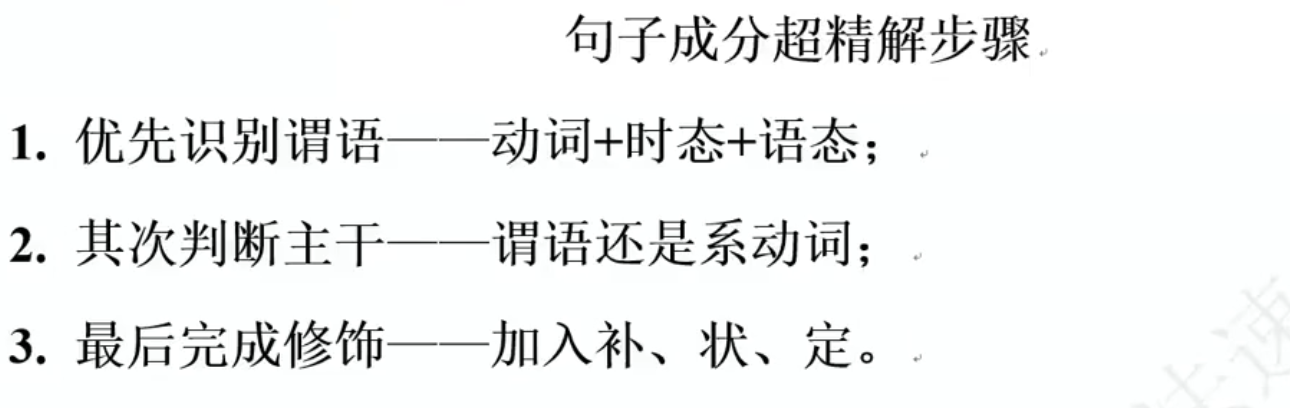 句子成分超精解步骤
1. 优先识别谓语——动词+时态+语态；
2. 其次判断主干——谓语还是系动词；
3. 最后完成修饰——加入补、状、定。